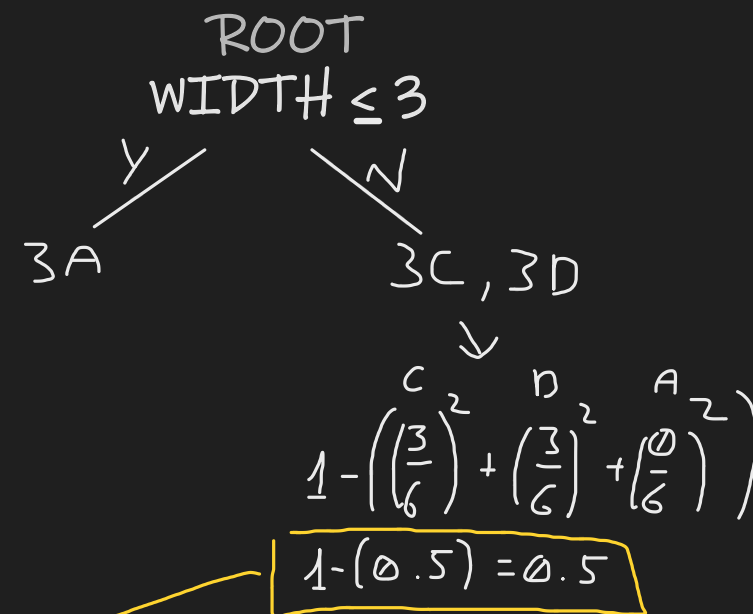 ROOT
WIDTH ≤ 3
Y N
3A 3C, 3D
C D A
1-((3/6)² + (3/6)² + (0/6)²)
1-(0.5) = 0.5